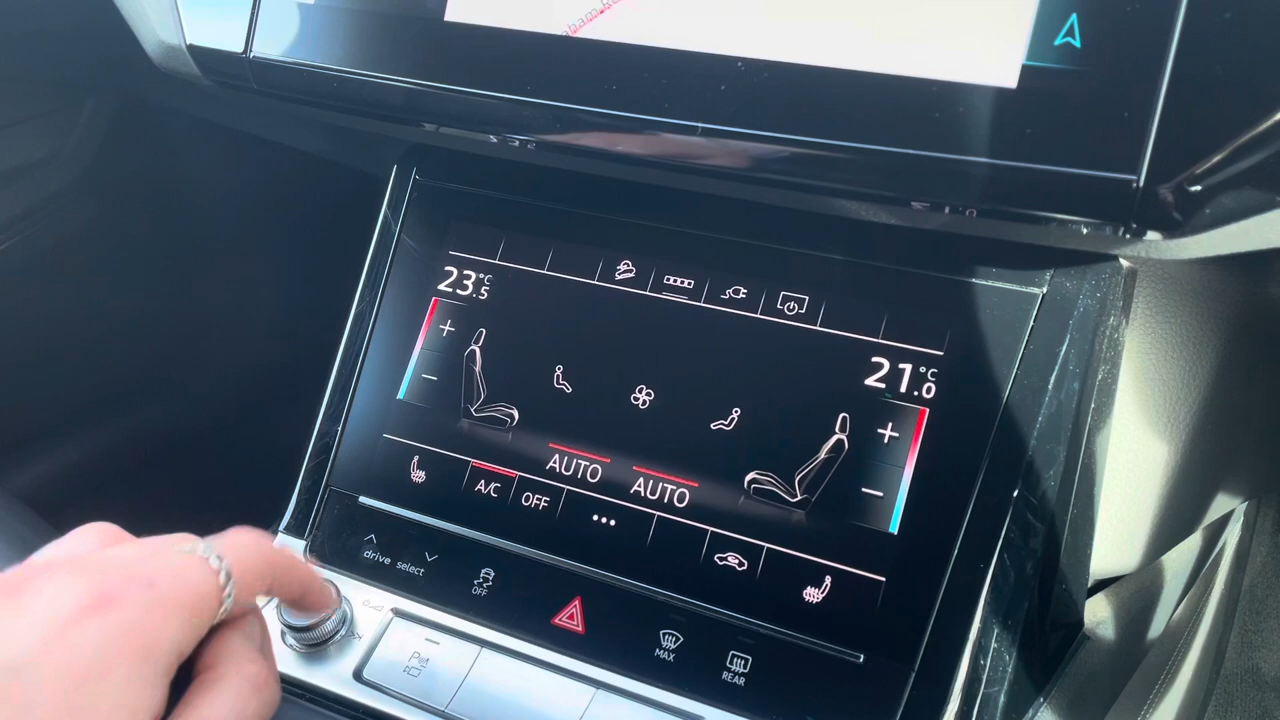 23.5°C
21.0°C
+
−
+
−
AUTO
AUTO
A/C
OFF
drive select
OFF
MAX
REAR
P